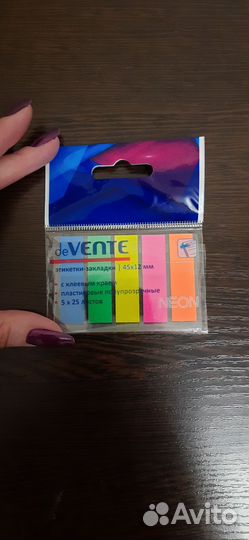 deVENTE
этикетки-закладки | 45x12 мм
с клеевым краем
пластиковые полупрозрачные
5 x 25 листов
NEON
Avito